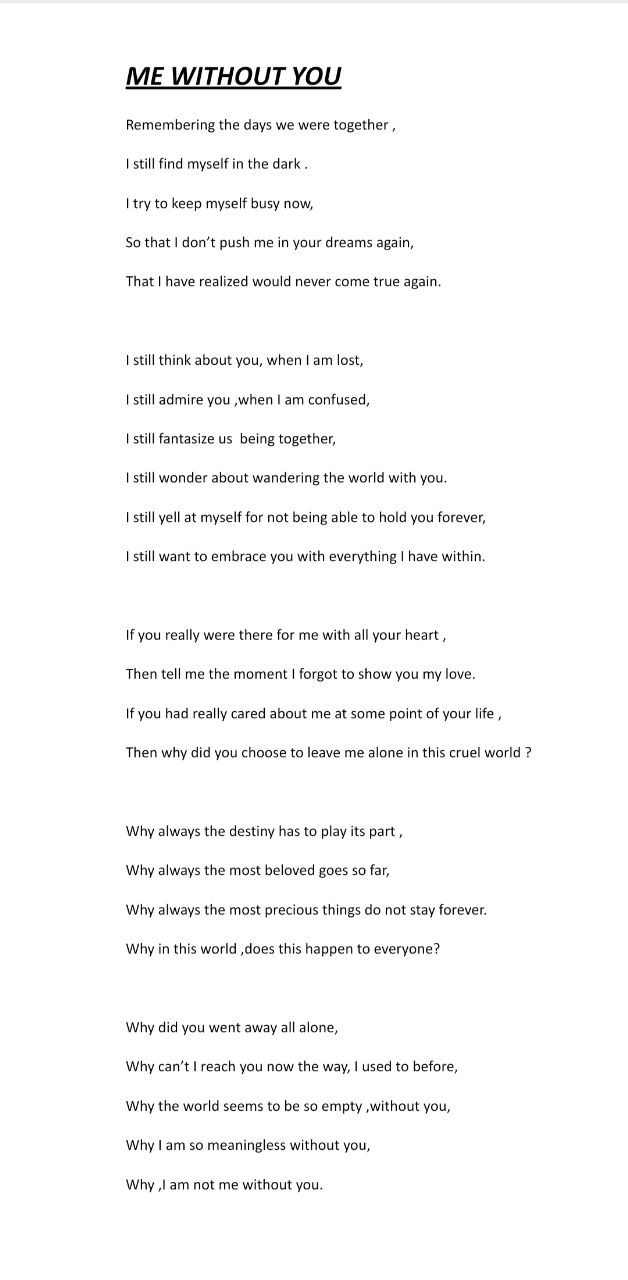 ME WITHOUT YOU
Remembering the days we were together ,
I still find myself in the dark .
I try to keep myself busy now,
So that I don’t push me in your dreams again,
That I have realized would never come true again.
I still think about you, when I am lost,
I still admire you ,when I am confused,
I still fantasize us  being together,
I still wonder about wandering the world with you.
I still yell at myself for not being able to hold you forever,
I still want to embrace you with everything I have within.
If you really were there for me with all your heart ,
Then tell me the moment I forgot to show you my love.
If you had really cared about me at some point of your life ,
Then why did you choose to leave me alone in this cruel world ?
Why always the destiny has to play its part ,
Why always the most beloved goes so far,
Why always the most precious things do not stay forever.
Why in this world ,does this happen to everyone?
Why did you went away all alone,
Why can’t I reach you now the way, I used to before,
Why the world seems to be so empty ,without you,
Why I am so meaningless without you,
Why ,I am not me without you.